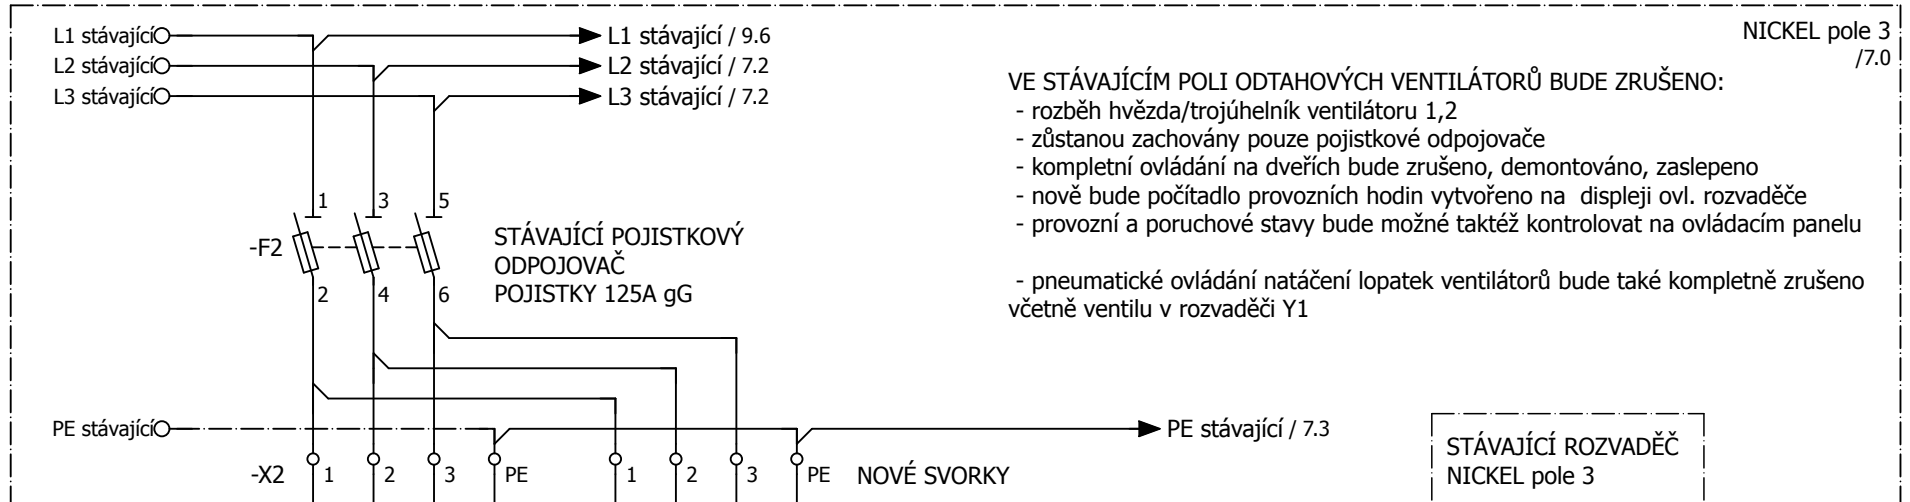 L1 stávající
L1 stávající / 9.6
NICKEL pole 3
/7.0
L2 stávající
L2 stávající / 7.2
L3 stávající
L3 stávající / 7.2
VE STÁVAJÍCÍM POLI ODTAHOVÝCH VENTILÁTORŮ BUDE ZRUŠENO:
- rozběh hvězda/trojúhelník ventilátoru 1,2
- zůstanou zachovány pouze pojistkové odpojovače
- kompletní ovládání na dveřích bude zrušeno, demontováno, zaslepeno
- nově bude počítadlo provozních hodin vytvořeno na displeji ovl. rozvaděče
- provozní a poruchové stavy bude možné taktéž kontrolovat na ovládacím panelu
- pneumatické ovládání natáčení lopatek ventilátorů bude také kompletně zrušeno
včetně ventilu v rozvaděči Y1
1 3 5
-F2
2 4 6
STÁVAJÍCÍ POJISTKOVÝ
ODPOJOVAČ
POJISTKY 125A gG
PE stávající
PE stávající / 7.3
-X2 1 2 3 PE 1 2 3 PE NOVÉ SVORKY
STÁVAJÍCÍ ROZVADĚČ
NICKEL pole 3